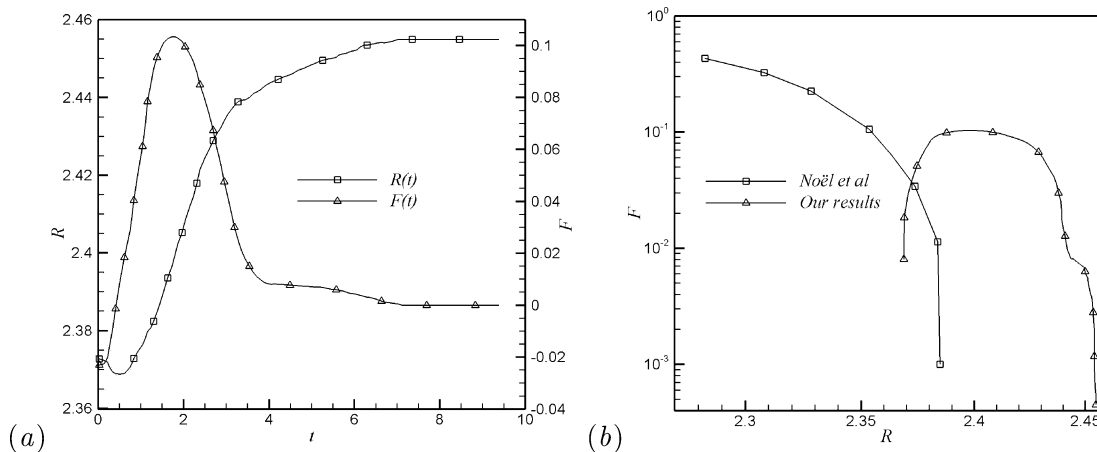 2.46
2.44
2.42
2.4
2.38
2.36
R
0.1
0.08
0.06
0.04
0.02
0
-0.02
-0.04
F
R(t)
F(t)
0 2 4 6 8 10
t
(a)
10^0
10^-1
10^-2
10^-3
F
Noël et al
Our results
2.3 2.35 2.4 2.45
R
(b)